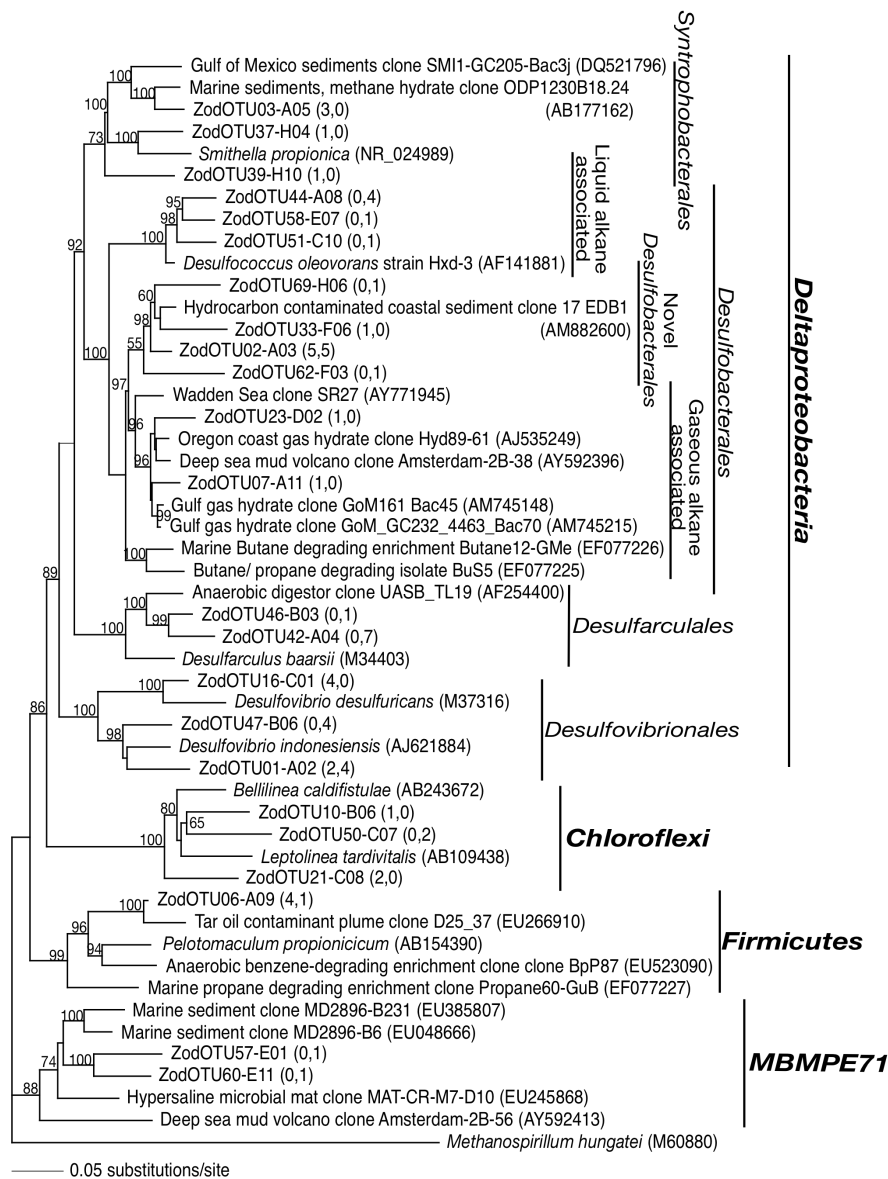 Gulf of Mexico sediments clone SMI1-GC205-Bac3j (DQ521796)
Marine sediments, methane hydrate clone ODP1230B18.24
ZodOTU03-A05 (3,0) (AB177162)
ZodOTU37-H04 (1,0)
Smithella propionica (NR_024989)
ZodOTU39-H10 (1,0)
ZodOTU44-A08 (0,4)
ZodOTU58-E07 (0,1)
ZodOTU51-C10 (0,1)
Desulfococcus oleovorans strain Hxd-3 (AF141881)
ZodOTU69-H06 (0,1)
Hydrocarbon contaminated coastal sediment clone 17 EDB1
ZodOTU33-F06 (1,0) (AM882600)
ZodOTU02-A03 (5,5)
ZodOTU62-F03 (0,1)
Wadden Sea clone SR27 (AY771945)
ZodOTU23-D02 (1,0)
Oregon coast gas hydrate clone Hyd89-61 (AJ535249)
Deep sea mud volcano clone Amsterdam-2B-38 (AY592396)
ZodOTU07-A11 (1,0)
Gulf gas hydrate clone GoM161 Bac45 (AM745148)
Gulf gas hydrate clone GoM_GC232_4463_Bac70 (AM745215)
Marine Butane degrading enrichment Butane12-GMe (EF077226)
Butane/ propane degrading isolate BuS5 (EF077225)
Anaerobic digestor clone UASB_TL19 (AF254400)
ZodOTU46-B03 (0,1)
ZodOTU42-A04 (0,7)
Desulfarculus baarsii (M34403)
ZodOTU16-C01 (4,0)
Desulfovibrio desulfuricans (M37316)
ZodOTU47-B06 (0,4)
Desulfovibrio indonesiensis (AJ621884)
ZodOTU01-A02 (2,4)
Bellilinea caldifistulae (AB243672)
ZodOTU10-B06 (1,0)
ZodOTU50-C07 (0,2)
Leptolinea tardivitalis (AB109438)
ZodOTU21-C08 (2,0)
ZodOTU06-A09 (4,1)
Tar oil contaminant plume clone D25_37 (EU266910)
Pelotomaculum propionicicum (AB154390)
Anaerobic benzene-degrading enrichment clone clone BpP87 (EU523090)
Marine propane degrading enrichment clone Propane60-GuB (EF077227)
Marine sediment clone MD2896-B231 (EU385807)
Marine sediment clone MD2896-B6 (EU048666)
ZodOTU57-E01 (0,1)
ZodOTU60-E11 (0,1)
Hypersaline microbial mat clone MAT-CR-M7-D10 (EU245868)
Deep sea mud volcano clone Amsterdam-2B-56 (AY592413)
Methanospirillum hungatei (M60880)
0.05 substitutions/site
Syntrophobacterales
Liquid alkane
associated
Novel
Desulfobacterales
Gaseous alkane
associated
Desulfobacterales
Desulfarculales
Desulfovibrionales
Deltaproteobacteria
Chloroflexi
Firmicutes
MBMPE71
100
100
100
73
100
95
98
100
92
60
98
55
100
97
96
96
99
100
100
99
100
89
100
100
98
86
80
65
100
100
96
94
99
100
74
100
88